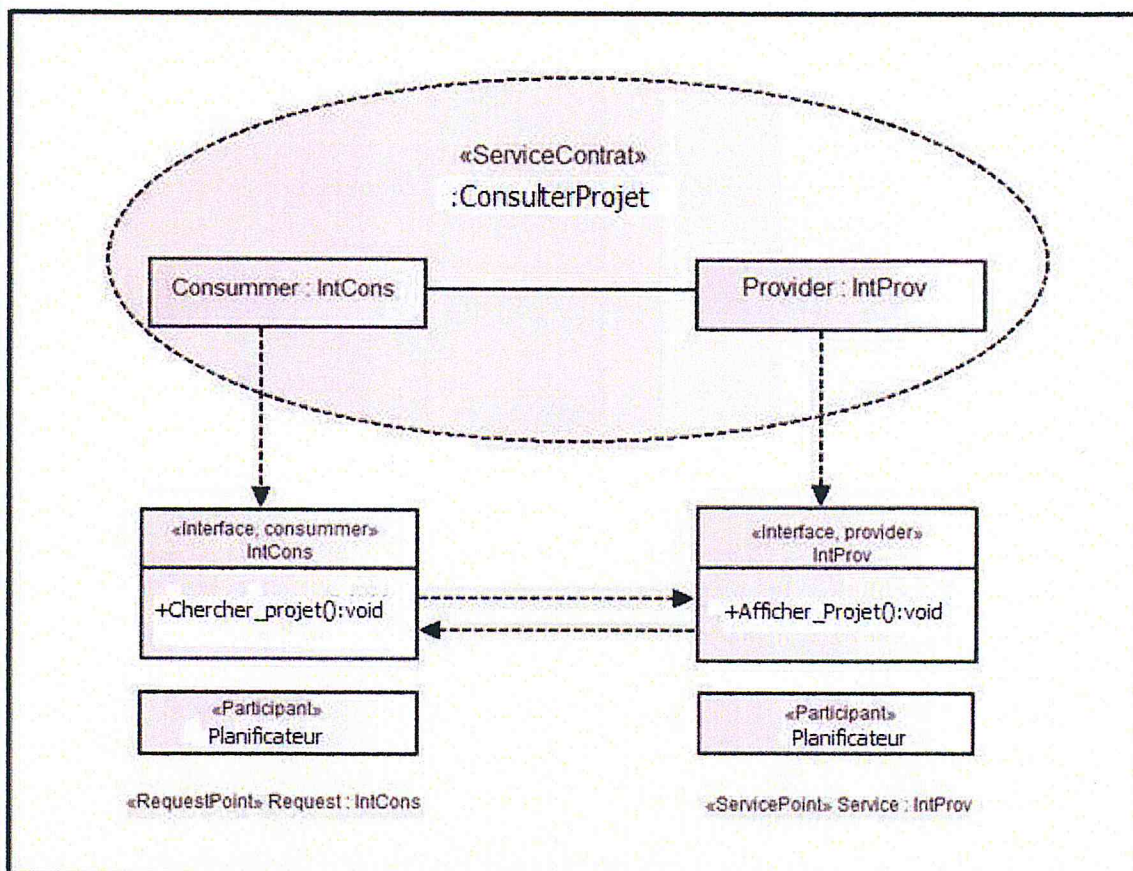 «ServiceContrat»
:ConsulterProjet
Consummer : IntCons
Provider : IntProv
«Interface, consummer»
IntCons
+Chercher_projet():void
«Interface, provider»
IntProv
+Afficher_Projet():void
«Participant»
Planificateur
«Participant»
Planificateur
«RequestPoint» Request : IntCons
«ServicePoint» Service : IntProv